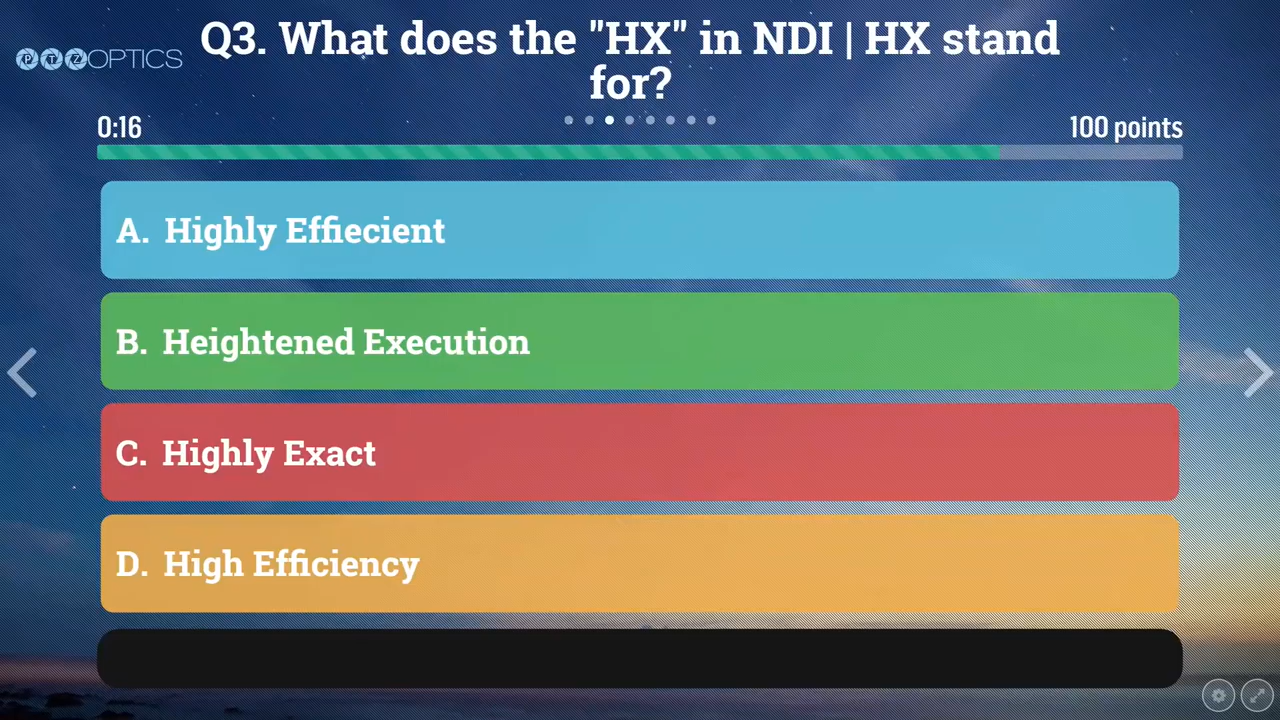 PTZOPTICS
Q3. What does the "HX" in NDI | HX stand
for?
0:16
100 points
A. Highly Effiecient
B. Heightened Execution
C. Highly Exact
D. High Efficiency